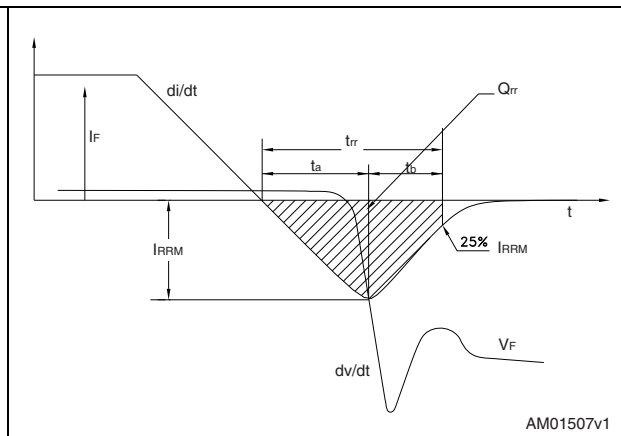 di/dt
Qrr
IF
trr
ta
tb
t
IRRM
25% IRRM
dv/dt
VF
AM01507v1